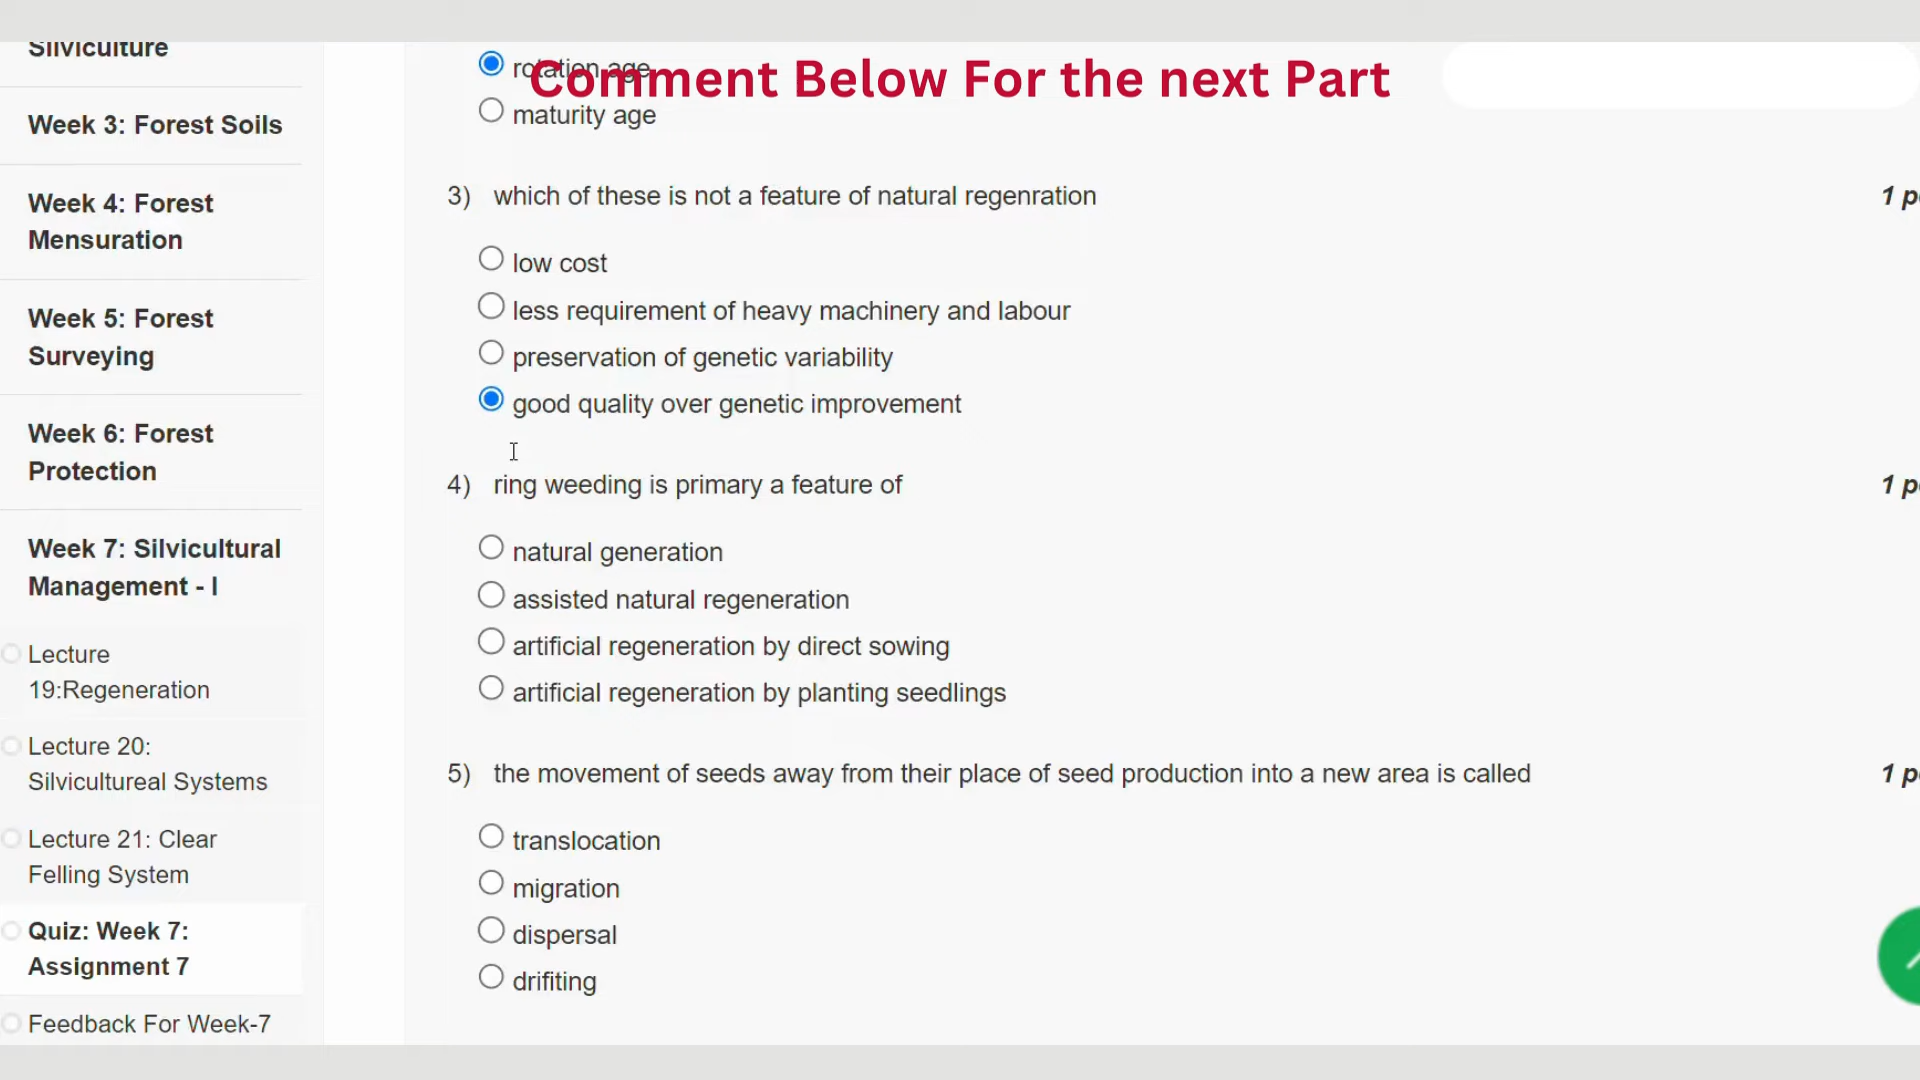 Silviculture
Week 3: Forest Soils
Week 4: Forest
Mensuration
Week 5: Forest
Surveying
Week 6: Forest
Protection
Week 7: Silvicultural
Management - I
Lecture
19:Regeneration
Lecture 20:
Silvicultureal Systems
Lecture 21: Clear
Felling System
Quiz: Week 7:
Assignment 7
Feedback For Week-7
Comment Below For the next Part
rotation age
maturity age
3) which of these is not a feature of natural regenration
1 p
low cost
less requirement of heavy machinery and labour
preservation of genetic variability
good quality over genetic improvement
4) ring weeding is primary a feature of
1 p
natural generation
assisted natural regeneration
artificial regeneration by direct sowing
artificial regeneration by planting seedlings
5) the movement of seeds away from their place of seed production into a new area is called
1 p
translocation
migration
dispersal
drifiting